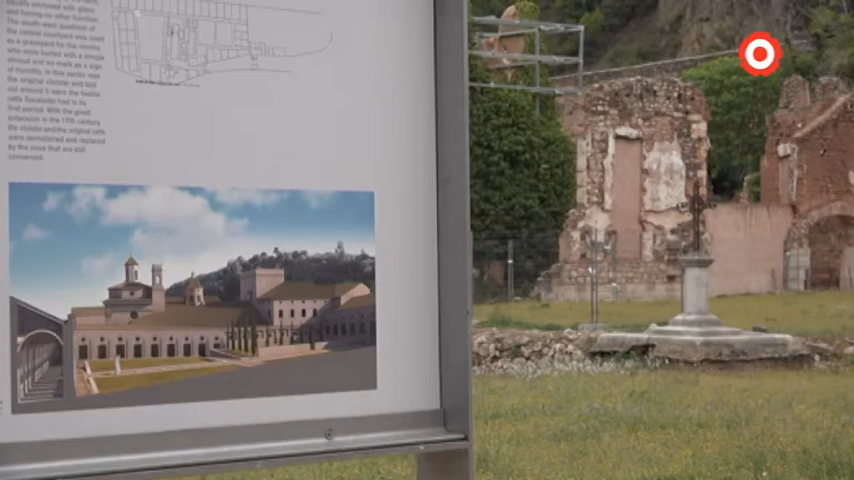 and having no other function.
The south-west quadrant of
the central courtyard was used
as a graveyard for the monks,
who were buried with a simple
shroud and no mark as a sign
of humility. In this sector was
the original cloister and laid
out around it were the twelve
cells Escaladei had in its
first period. With the great
extension in the 17th century
the cloister and the original cells
were demolished and replaced
by the ones that are still
conserved.